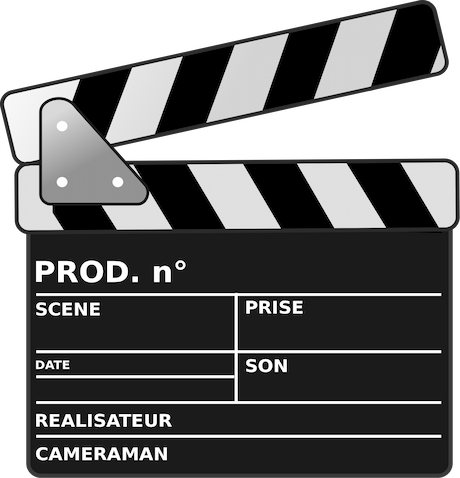 PROD. n°
SCENE PRISE
DATE SON
REALISATEUR
CAMERAMAN